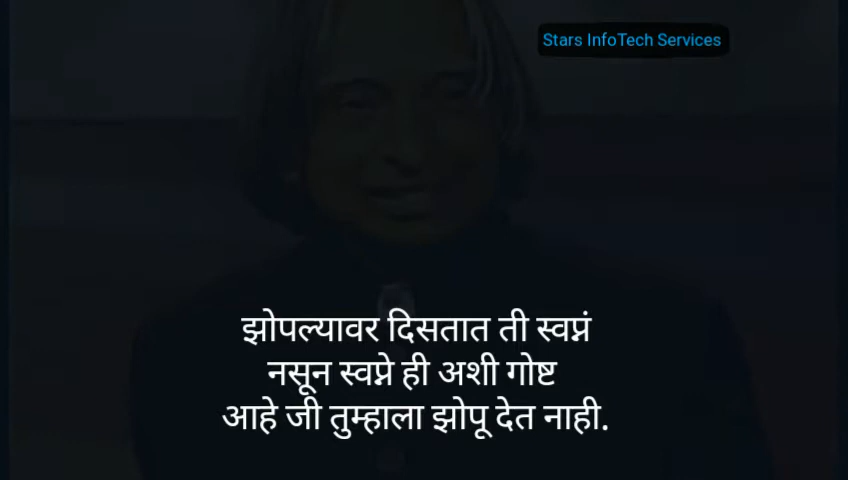 Stars InfoTech Services
झोपल्यावर दिसतात ती स्वप्नं
नसून स्वप्ने ही अशी गोष्ट
आहे जी तुम्हाला झोपू देत नाही.